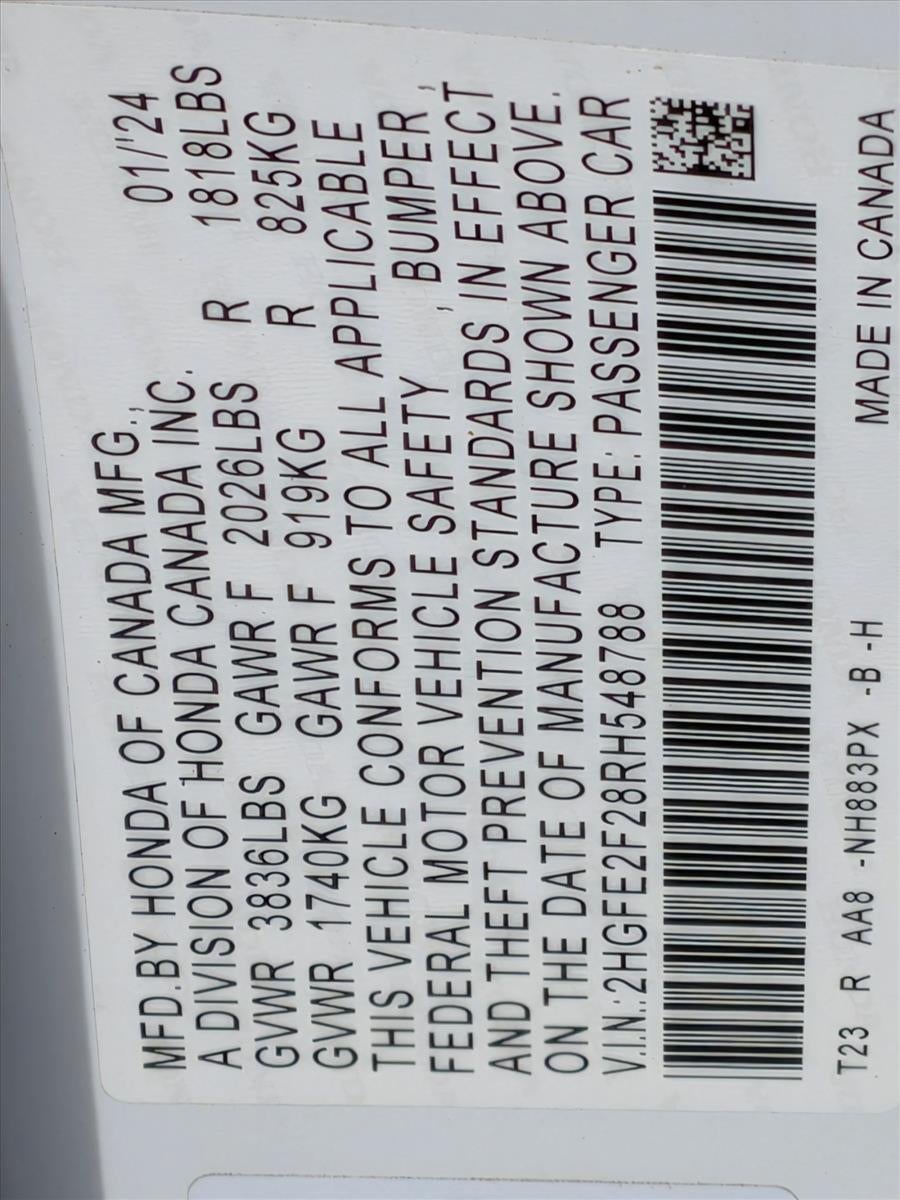 MFD.BY HONDA OF CANADA MFG., 01/'24
A DIVISION OF HONDA CANADA INC.
GVWR 3836LBS GAWR F 2026LBS R 1818LBS
GVWR 1740KG GAWR F 919KG R 825KG
THIS VEHICLE CONFORMS TO ALL APPLICABLE
FEDERAL MOTOR VEHICLE SAFETY , BUMPER ,
AND THEFT PREVENTION STANDARDS IN EFFECT
ON THE DATE OF MANUFACTURE SHOWN ABOVE.
V.I.N.:2HGFE2F28RH548788 TYPE: PASSENGER CAR
MADE IN CANADA
T23 R AA8 -NH883PX -B -H